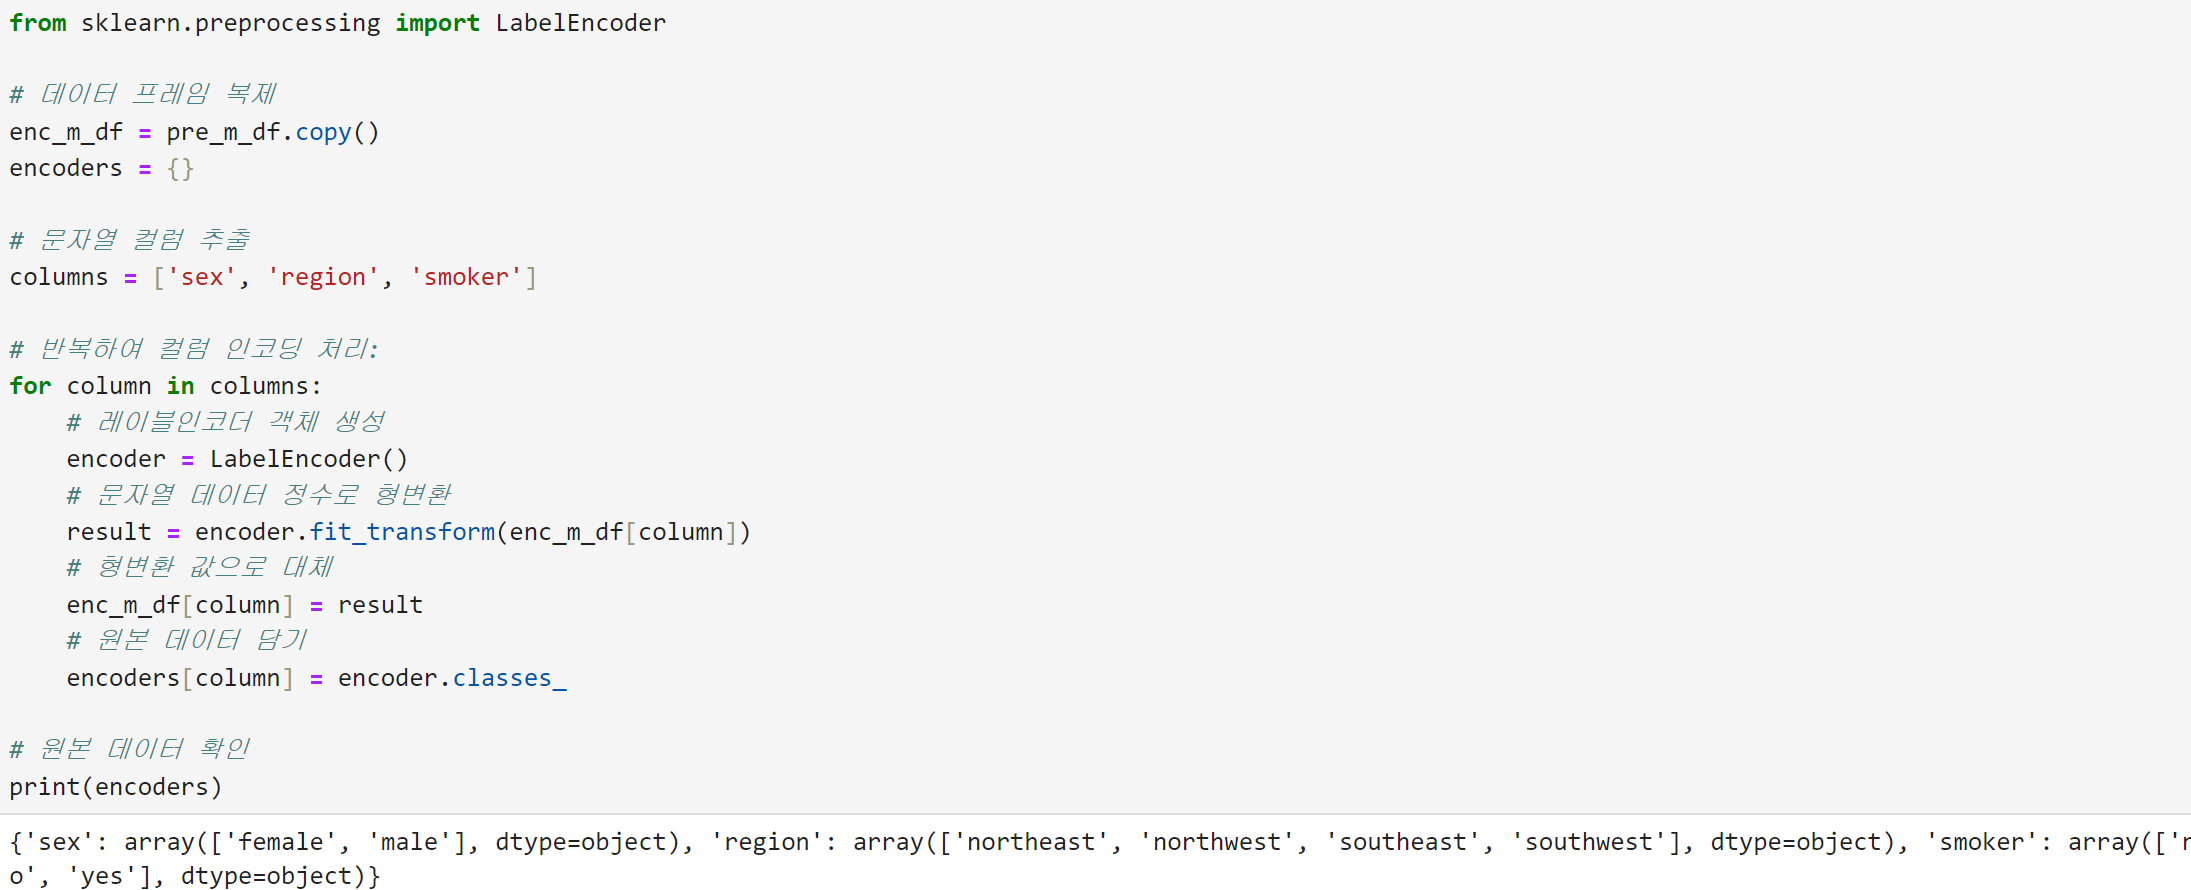 from sklearn.preprocessing import LabelEncoder
# 데이터 프레임 복제
enc_m_df = pre_m_df.copy()
encoders = {}
# 문자열 컬럼 추출
columns = ['sex', 'region', 'smoker']
# 반복하여 컬럼 인코딩 처리:
for column in columns:
    # 레이블인코더 객체 생성
    encoder = LabelEncoder()
    # 문자열 데이터 정수로 형변환
    result = encoder.fit_transform(enc_m_df[column])
    # 형변환 값으로 대체
    enc_m_df[column] = result
    # 원본 데이터 담기
    encoders[column] = encoder.classes_
# 원본 데이터 확인
print(encoders)
{'sex': array(['female', 'male'], dtype=object), 'region': array(['northeast', 'northwest', 'southeast', 'southwest'], dtype=object), 'smoker': array(['n
o', 'yes'], dtype=object)}